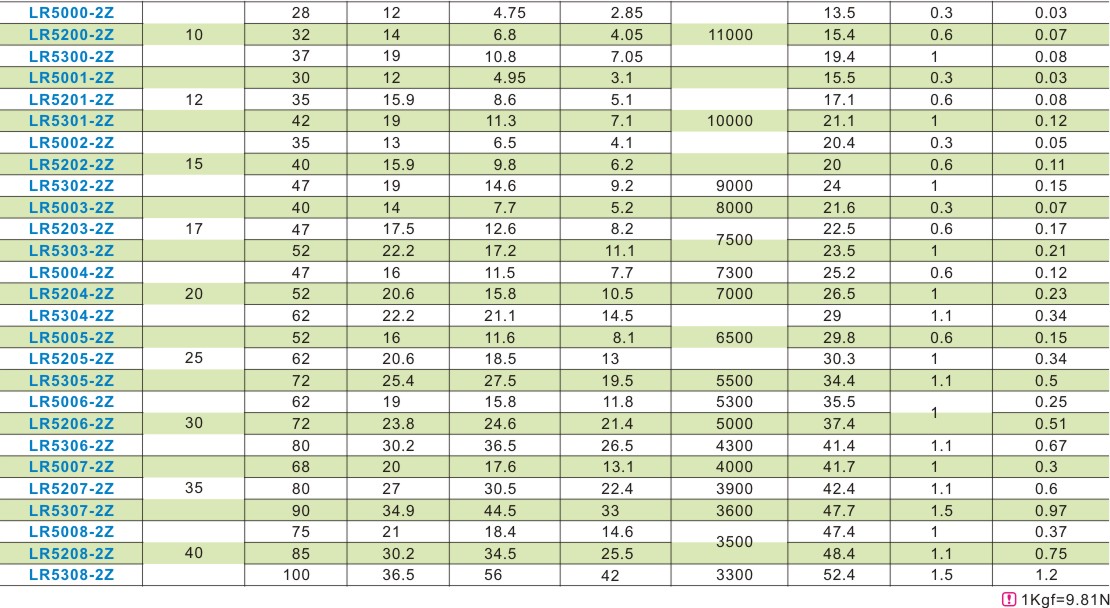 LR5000-2Z 28 12 4.75 2.85 13.5 0.3 0.03
LR5200-2Z 10 32 14 6.8 4.05 11000 15.4 0.6 0.07
LR5300-2Z 37 19 10.8 7.05 19.4 1 0.08
LR5001-2Z 30 12 4.95 3.1 15.5 0.3 0.03
LR5201-2Z 12 35 15.9 8.6 5.1 17.1 0.6 0.08
LR5301-2Z 42 19 11.3 7.1 10000 21.1 1 0.12
LR5002-2Z 35 13 6.5 4.1 20.4 0.3 0.05
LR5202-2Z 15 40 15.9 9.8 6.2 20 0.6 0.11
LR5302-2Z 47 19 14.6 9.2 9000 24 1 0.15
LR5003-2Z 40 14 7.7 5.2 8000 21.6 0.3 0.07
LR5203-2Z 17 47 17.5 12.6 8.2 22.5 0.6 0.17
7500
LR5303-2Z 52 22.2 17.2 11.1 23.5 1 0.21
LR5004-2Z 47 16 11.5 7.7 7300 25.2 0.6 0.12
LR5204-2Z 20 52 20.6 15.8 10.5 7000 26.5 1 0.23
LR5304-2Z 62 22.2 21.1 14.5 29 1.1 0.34
LR5005-2Z 52 16 11.6 8.1 6500 29.8 0.6 0.15
LR5205-2Z 25 62 20.6 18.5 13 30.3 1 0.34
LR5305-2Z 72 25.4 27.5 19.5 5500 34.4 1.1 0.5
LR5006-2Z 62 19 15.8 11.8 5300 35.5 0.25
1
LR5206-2Z 30 72 23.8 24.6 21.4 5000 37.4 0.51
LR5306-2Z 80 30.2 36.5 26.5 4300 41.4 1.1 0.67
LR5007-2Z 68 20 17.6 13.1 4000 41.7 1 0.3
LR5207-2Z 35 80 27 30.5 22.4 3900 42.4 1.1 0.6
LR5307-2Z 90 34.9 44.5 33 3600 47.7 1.5 0.97
LR5008-2Z 75 21 18.4 14.6 47.4 1 0.37
3500
LR5208-2Z 40 85 30.2 34.5 25.5 48.4 1.1 0.75
LR5308-2Z 100 36.5 56 42 3300 52.4 1.5 1.2
! 1Kgf=9.81N